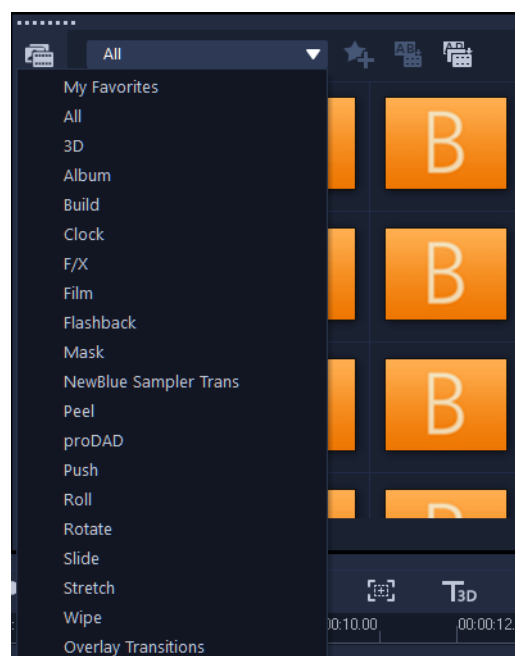 All
My Favorites
All
3D
Album
Build
Clock
F/X
Film
Flashback
Mask
NewBlue Sampler Trans
Peel
proDAD
Push
Roll
Rotate
Slide
Stretch
Wipe
Overlay Transitions
B
B
B
T3D
00:10.00
00:00:12.